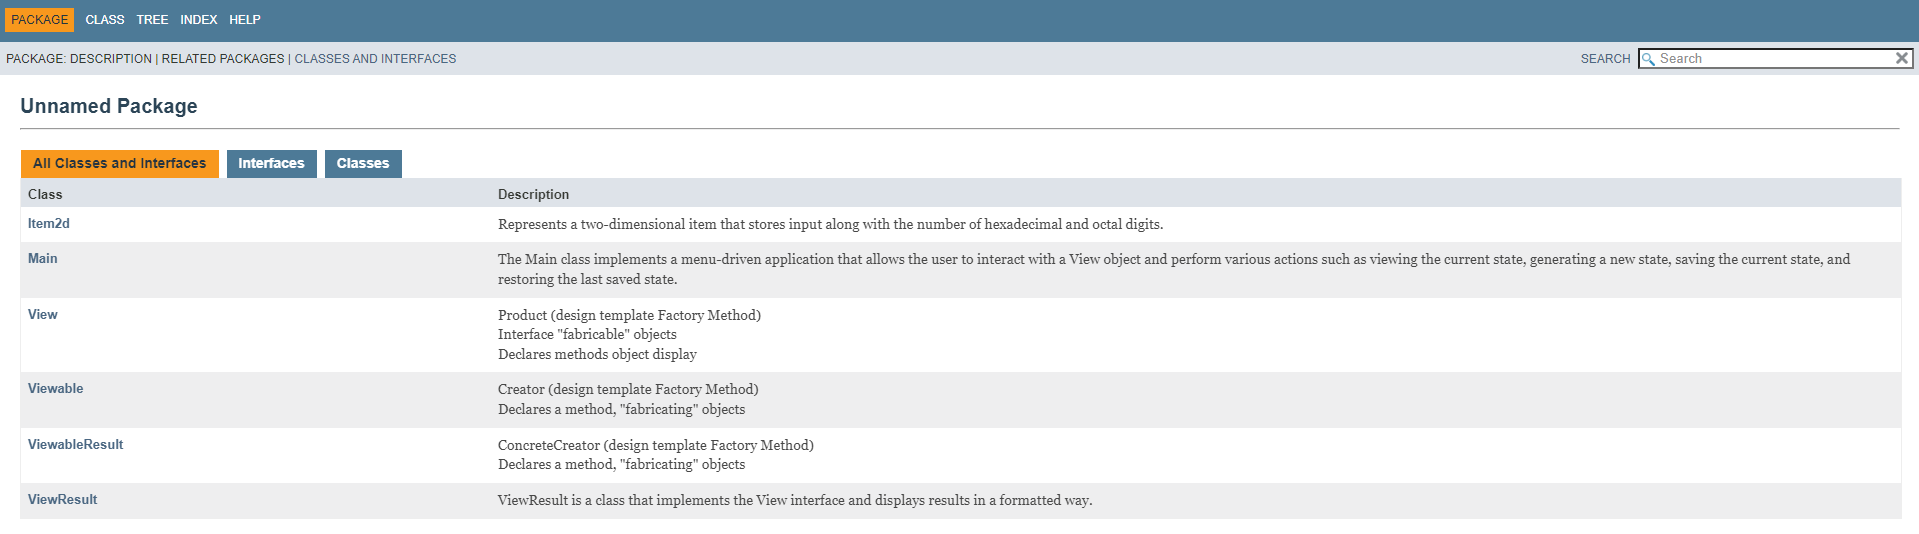 PACKAGE CLASS TREE INDEX HELP
PACKAGE: DESCRIPTION | RELATED PACKAGES | CLASSES AND INTERFACES SEARCH Search
Unnamed Package
All Classes and Interfaces Interfaces Classes
Class Description
Item2d Represents a two-dimensional item that stores input along with the number of hexadecimal and octal digits.
Main The Main class implements a menu-driven application that allows the user to interact with a View object and perform various actions such as viewing the current state, generating a new state, saving the current state, and
restoring the last saved state.
View Product (design template Factory Method)
Interface "fabricable" objects
Declares methods object display
Viewable Creator (design template Factory Method)
Declares a method, "fabricating" objects
ViewableResult ConcreteCreator (design template Factory Method)
Declares a method, "fabricating" objects
ViewResult ViewResult is a class that implements the View interface and displays results in a formatted way.